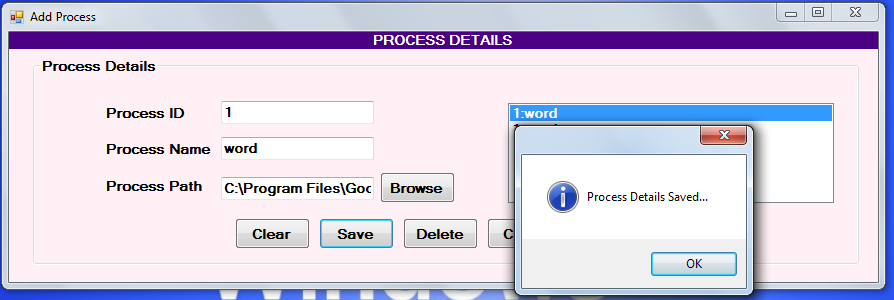 Add Process
PROCESS DETAILS
Process Details
Process ID
1
1:word
Process Name
word
Process Path
C:\Program Files\Goo
Browse
Clear
Save
Delete
C
Process Details Saved...
OK